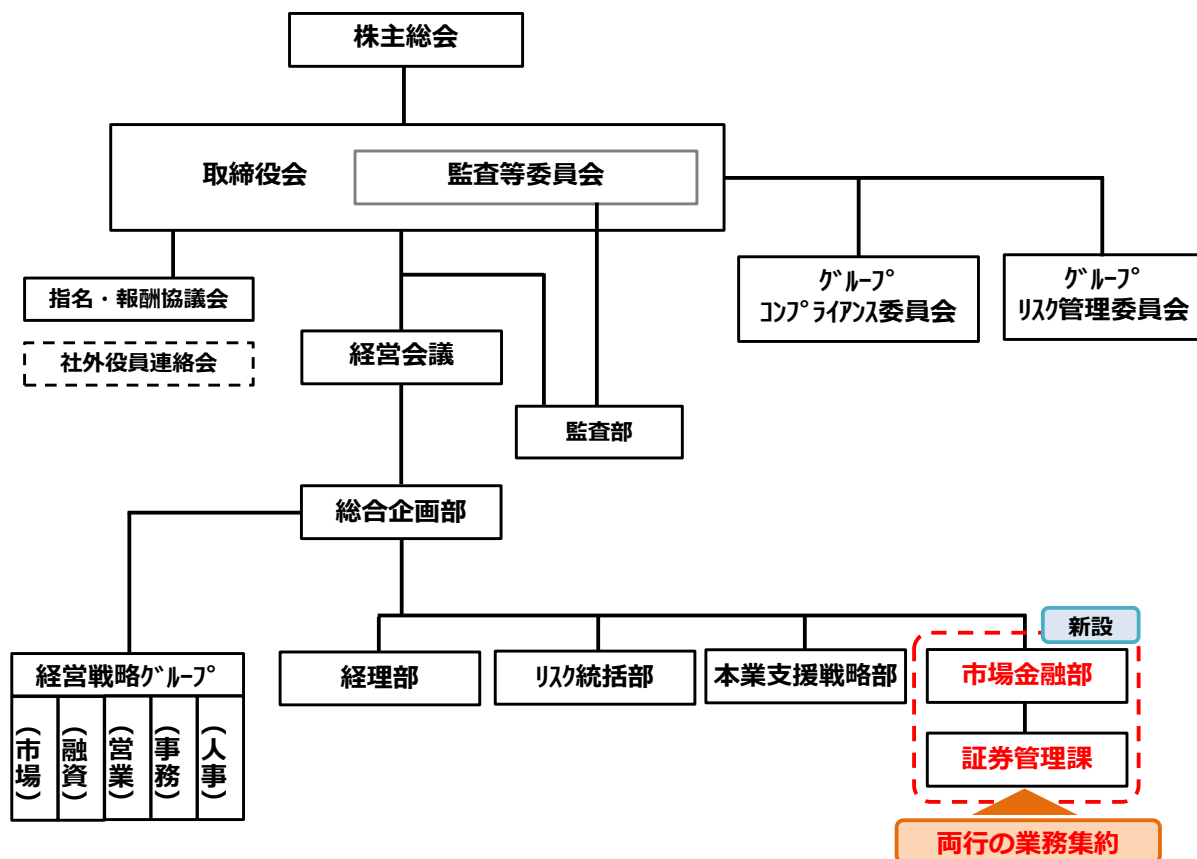 株主総会
取締役会
監査等委員会
指名・報酬協議会
社外役員連絡会
ｸﾞﾙｰﾌﾟ
ｺﾝﾌﾟﾗｲｱﾝｽ委員会
ｸﾞﾙｰﾌﾟ
ﾘｽｸ管理委員会
経営会議
監査部
総合企画部
新設
経営戦略ｸﾞﾙｰﾌﾟ
（市場）
（融資）
（営業）
（事務）
（人事）
経理部
ﾘｽｸ統括部
本業支援戦略部
市場金融部
証券管理課
両行の業務集約